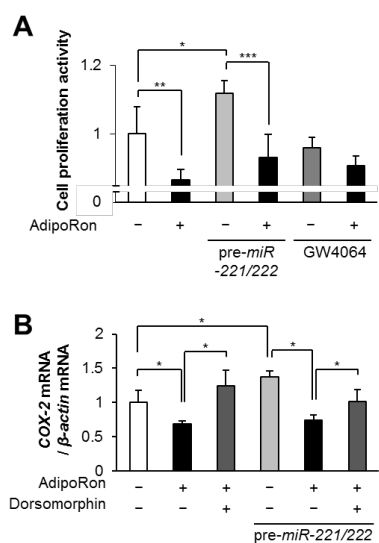 A
Cell proliferation activity
1.2
1
0
* ** ***
AdipoRon − + − + − +
pre-miR
-221/222
GW4064
B
COX-2 mRNA
/ β-actin mRNA
2
1.5
1
0.5
0
* * * * *
AdipoRon − + + − + +
Dorsomorphin − − + − − +
pre-miR-221/222